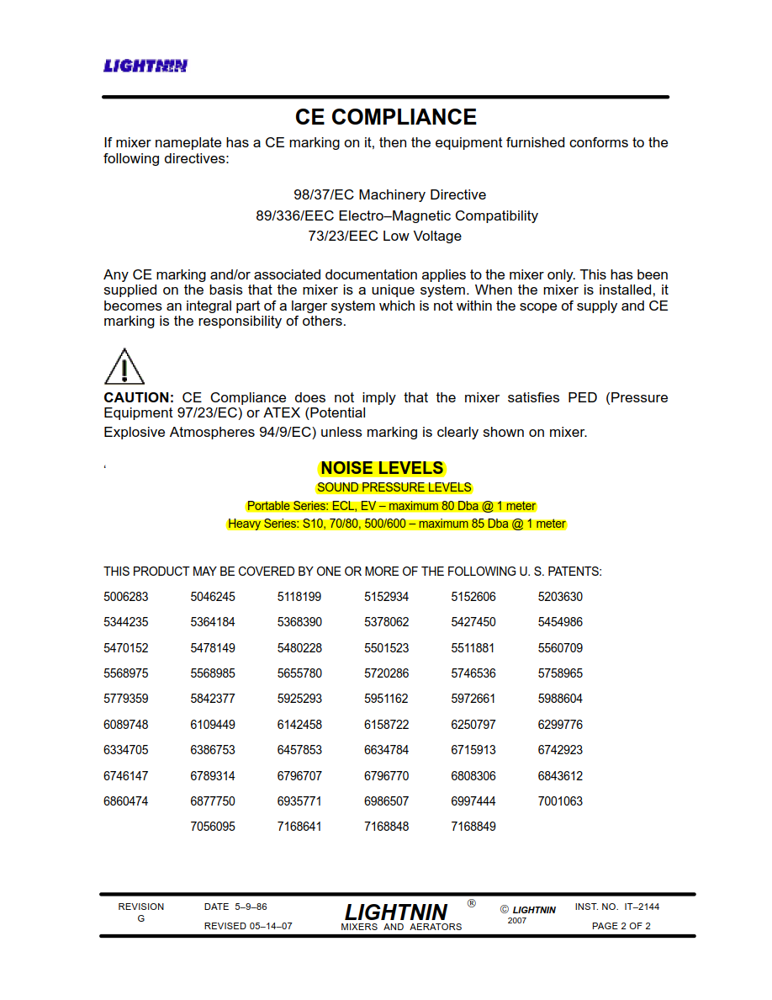 LIGHTNIN
CE COMPLIANCE
If mixer nameplate has a CE marking on it, then the equipment furnished conforms to the
following directives:
98/37/EC Machinery Directive
89/336/EEC Electro–Magnetic Compatibility
73/23/EEC Low Voltage
Any CE marking and/or associated documentation applies to the mixer only. This has been
supplied on the basis that the mixer is a unique system. When the mixer is installed, it
becomes an integral part of a larger system which is not within the scope of supply and CE
marking is the responsibility of others.
!
CAUTION: CE Compliance does not imply that the mixer satisfies PED (Pressure
Equipment 97/23/EC) or ATEX (Potential
Explosive Atmospheres 94/9/EC) unless marking is clearly shown on mixer.
‘ NOISE LEVELS
SOUND PRESSURE LEVELS
Portable Series: ECL, EV – maximum 80 Dba @ 1 meter
Heavy Series: S10, 70/80, 500/600 – maximum 85 Dba @ 1 meter
THIS PRODUCT MAY BE COVERED BY ONE OR MORE OF THE FOLLOWING U. S. PATENTS:
5006283 5046245 5118199 5152934 5152606 5203630
5344235 5364184 5368390 5378062 5427450 5454986
5470152 5478149 5480228 5501523 5511881 5560709
5568975 5568985 5655780 5720286 5746536 5758965
5779359 5842377 5925293 5951162 5972661 5988604
6089748 6109449 6142458 6158722 6250797 6299776
6334705 6386753 6457853 6634784 6715913 6742923
6746147 6789314 6796707 6796770 6808306 6843612
6860474 6877750 6935771 6986507 6997444 7001063
7056095 7168641 7168848 7168849
REVISION
G
DATE 5–9–86
REVISED 05–14–07
LIGHTNIN ®
MIXERS AND AERATORS
© LIGHTNIN
2007
INST. NO. IT–2144
PAGE 2 OF 2